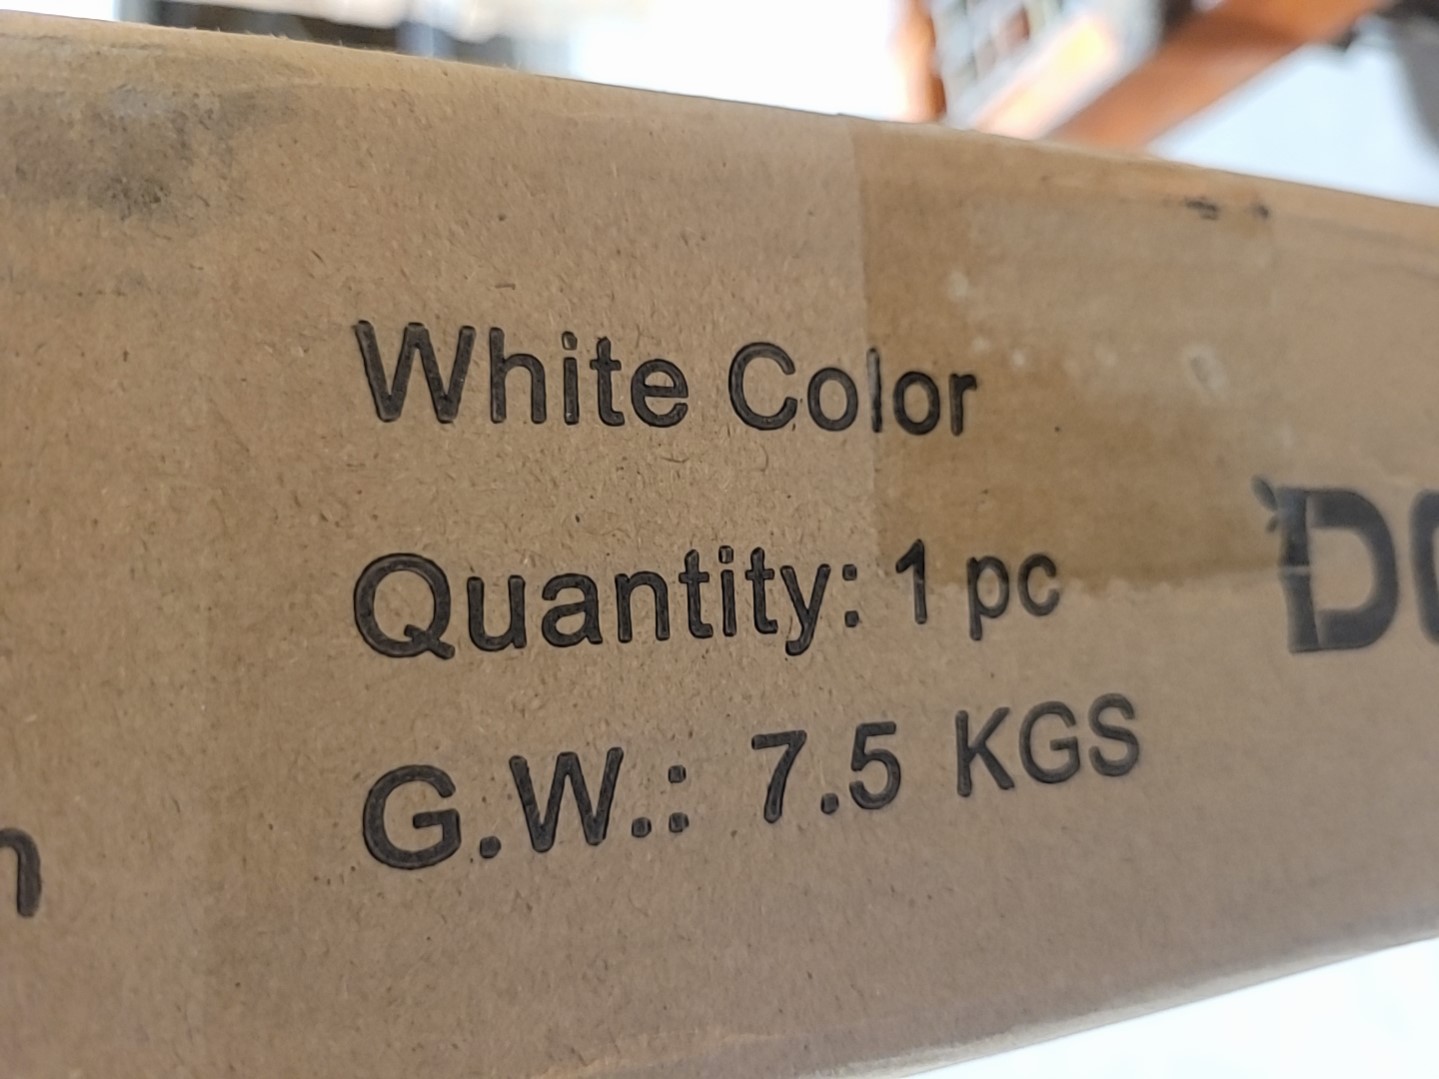 White Color
Quantity: 1 pc
G.W.: 7.5 KGS